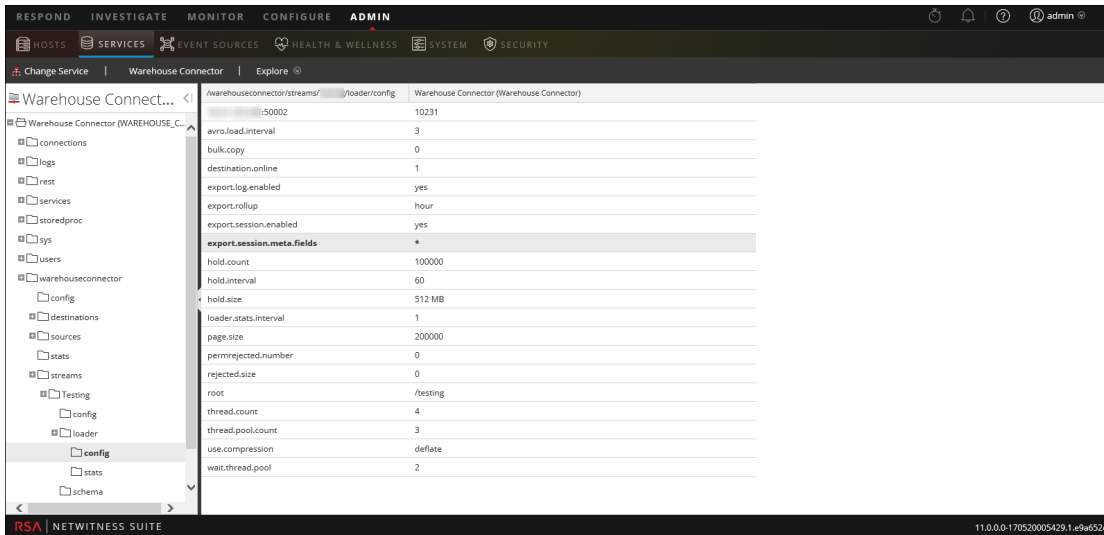 RESPOND INVESTIGATE MONITOR CONFIGURE ADMIN admin
HOSTS SERVICES EVENT SOURCES HEALTH & WELLNESS SYSTEM SECURITY
Change Service | Warehouse Connector | Explore
Warehouse Connect...
Warehouse Connector (WAREHOUSE_C...
connections
logs
rest
services
storedproc
sys
users
warehouseconnector
config
destinations
sources
stats
streams
Testing
config
loader
config
stats
schema
/warehouseconnector/streams/ /loader/config Warehouse Connector (Warehouse Connector)
:50002 10231
avro.load.interval 3
bulk.copy 0
destination.online 1
export.log.enabled yes
export.rollup hour
export.session.enabled yes
export.session.meta.fields *
hold.count 100000
hold.interval 60
hold.size 512 MB
loader.stats.interval 1
page.size 200000
permrejected.number 0
rejected.size 0
root /testing
thread.count 4
thread.pool.count 3
use.compression deflate
wait.thread.pool 2
RSA | NETWITNESS SUITE 11.0.0.0-170520005429.1.e9a652